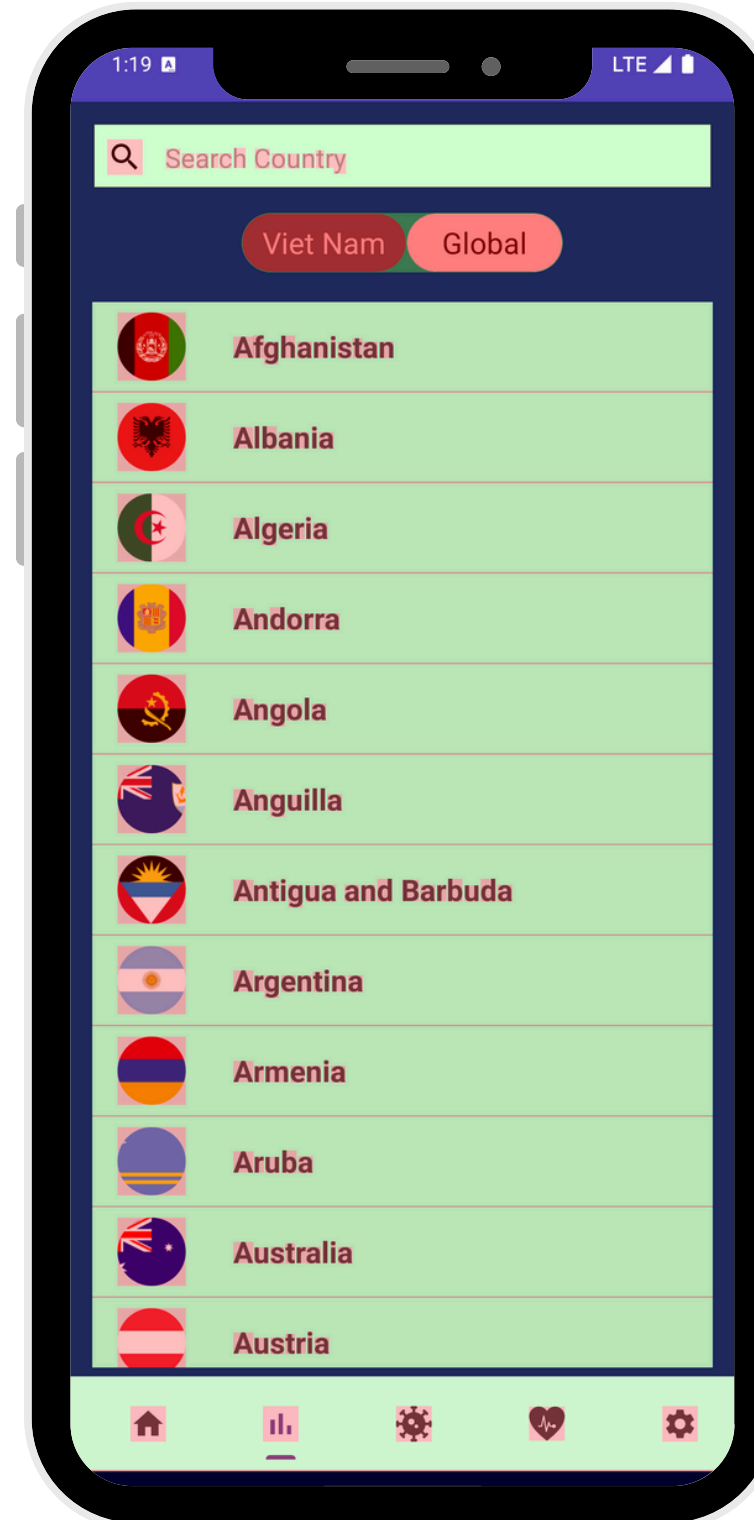 1:19 A LTE
Search Country
Viet Nam Global
Afghanistan
Albania
Algeria
Andorra
Angola
Anguilla
Antigua and Barbuda
Argentina
Armenia
Aruba
Australia
Austria